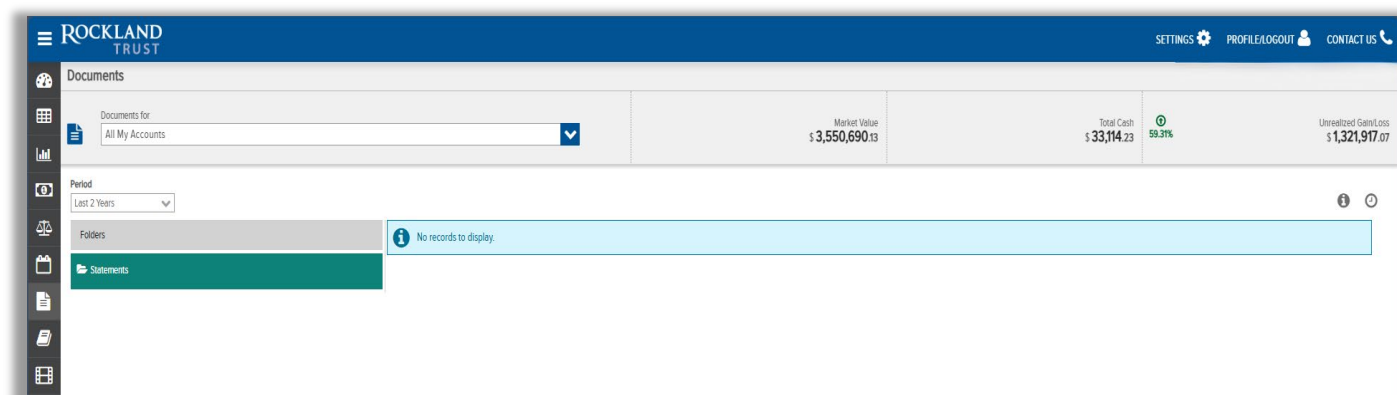 ROCKLAND
TRUST
SETTINGS PROFILE/LOGOUT CONTACT US
Documents
Documents for
All My Accounts
Market Value
$ 3,550,690.13
Total Cash
$ 33,114.23
59.31%
Unrealized Gain/Loss
$ 1,321,917.07
Period
Last 2 Years
Folders
No records to display.
Statements